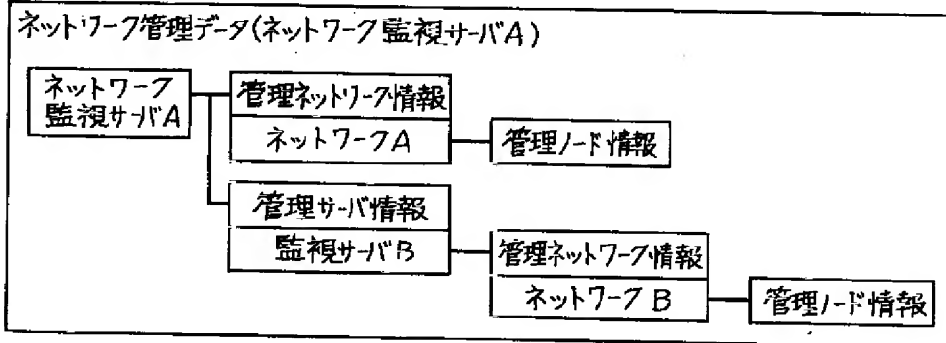 ネットワーク管理データ(ネットワーク監視サーバA)
ネットワーク
監視サーバA
管理ネットワーク情報
ネットワークA
管理ノード情報
管理サーバ情報
監視サーバB
管理ネットワーク情報
ネットワークB
管理ノード情報